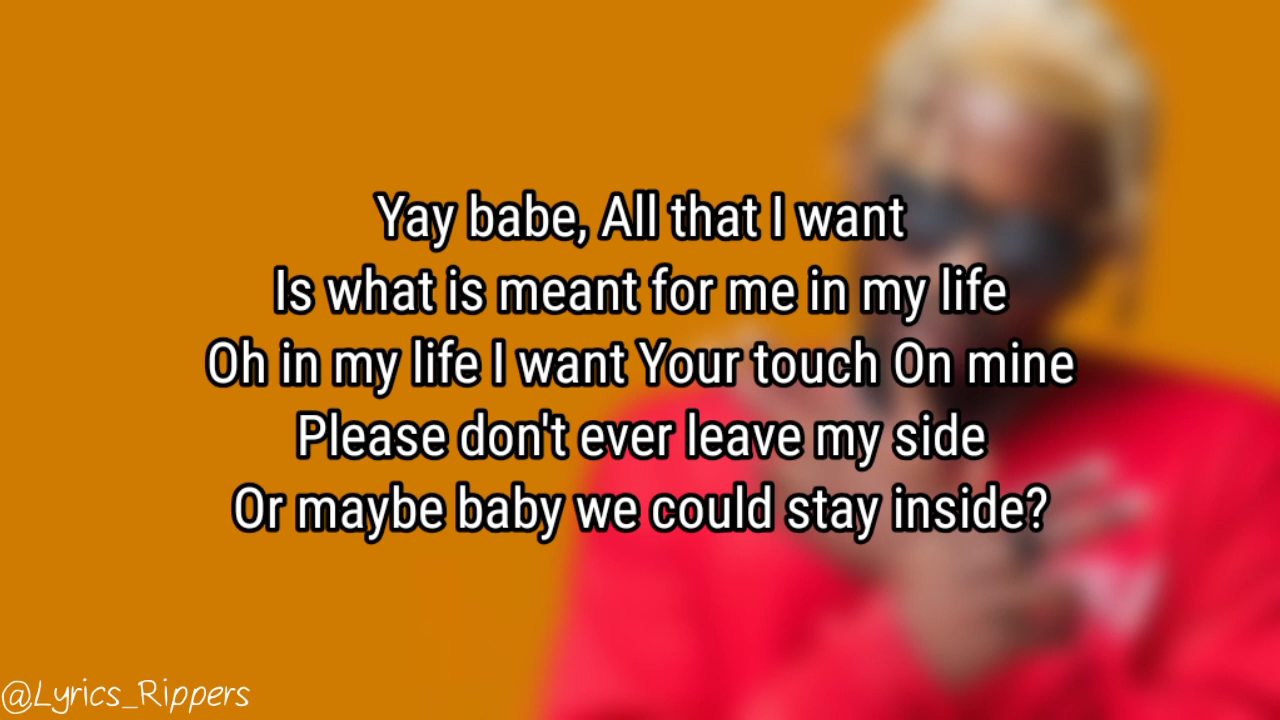 Yay babe, All that I want
Is what is meant for me in my life
Oh in my life I want Your touch On mine
Please don't ever leave my side
Or maybe baby we could stay inside?
@Lyrics_Rippers